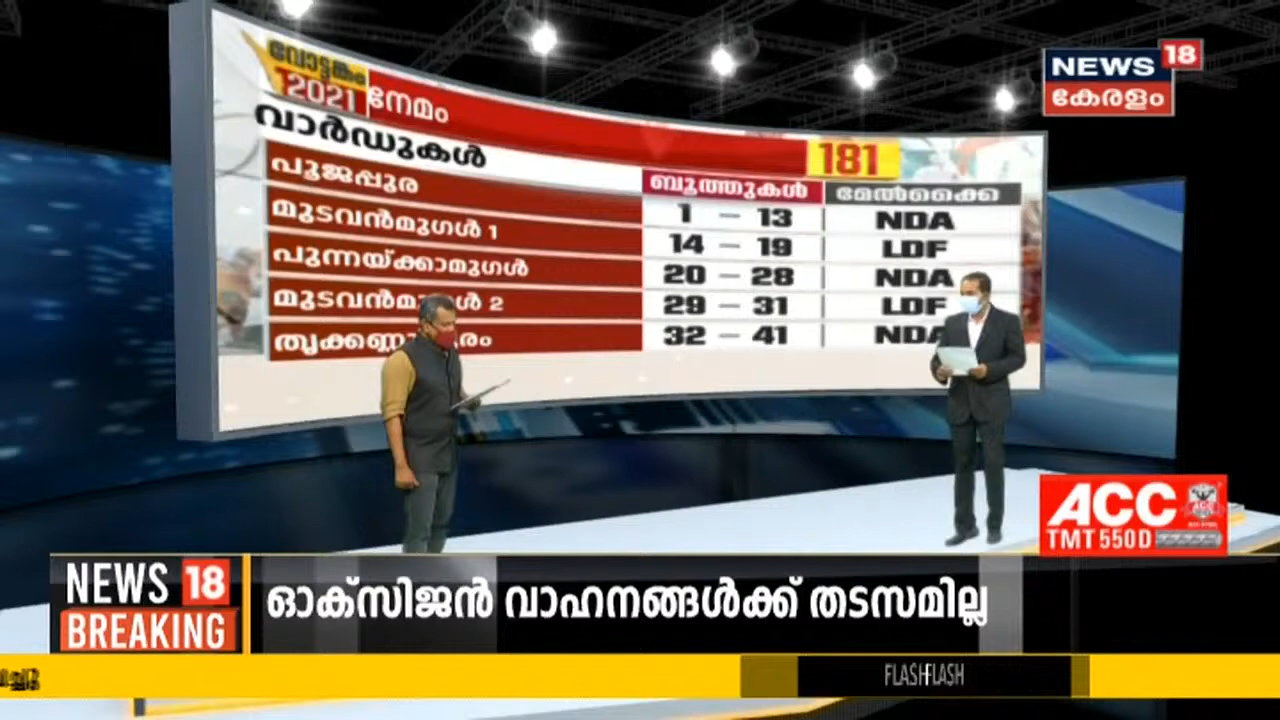 വോട്ടങ്കം
2021
നേമം
181
NEWS 18
കേരളം
വാർഡുകൾ
ബൂത്തുകൾ മേൽക്കൈ
പൂജപ്പുര 1 – 13 NDA
മുടവൻമുഗൾ 1 14 – 19 LDF
പുന്നയ്ക്കാമുഗൾ 20 – 28 NDA
29 – 31 LDF
32 – 41 NDA
ACC
TMT 550D
NEWS 18
BREAKING
ഓക്സിജൻ വാഹനങ്ങൾക്ക് തടസമില്ല
FLASH FLASH